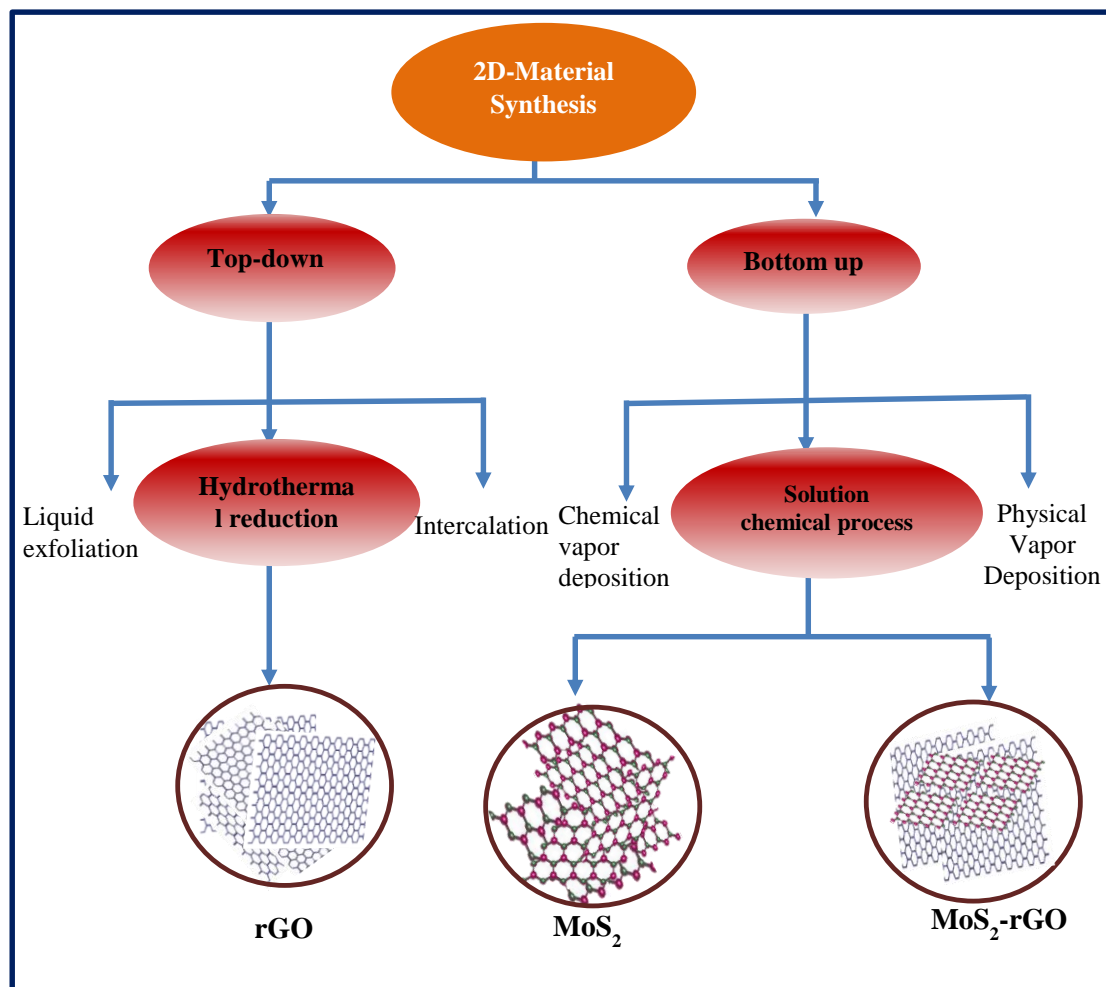 2D-Material
Synthesis
Top-down
Bottom up
Liquid
exfoliation
Hydrotherma
l reduction
Intercalation
Chemical
vapor
deposition
Solution
chemical process
Physical
Vapor
Deposition
rGO
MoS₂
MoS₂-rGO